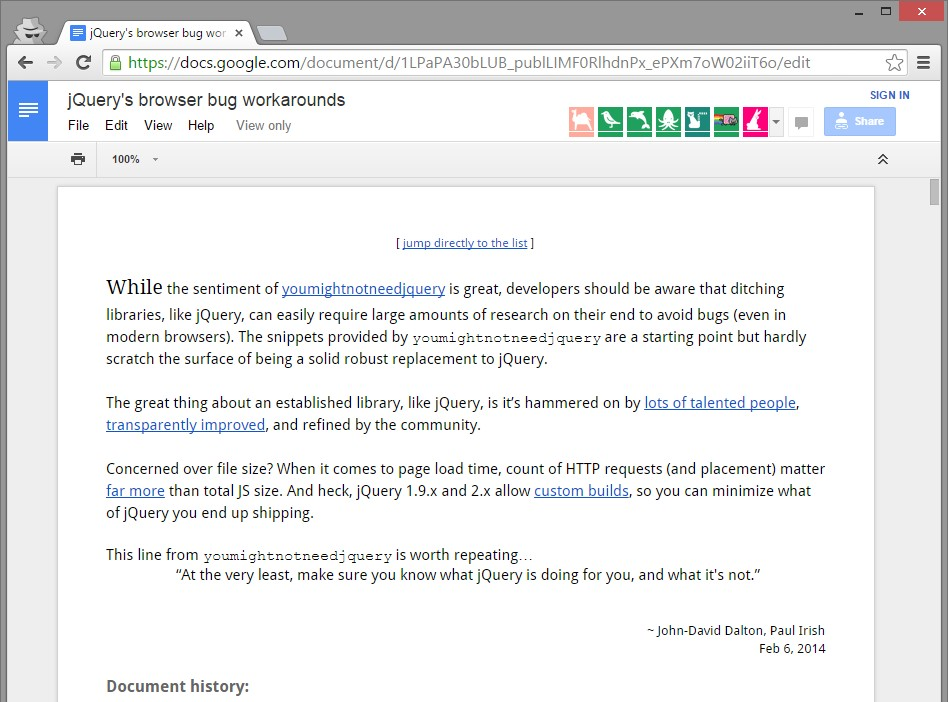 jQuery's browser bug wor
https://docs.google.com/document/d/1LPaPA30bLUB_publLIMF0RlhdnPx_ePXm7oW02iiT6o/edit
jQuery's browser bug workarounds
SIGN IN
File Edit View Help View only
Share
100%
[ jump directly to the list ]
While the sentiment of youmightnotneedjquery is great, developers should be aware that ditching
libraries, like jQuery, can easily require large amounts of research on their end to avoid bugs (even in
modern browsers). The snippets provided by youmightnotneedjquery are a starting point but hardly
scratch the surface of being a solid robust replacement to jQuery.
The great thing about an established library, like jQuery, is it’s hammered on by lots of talented people,
transparently improved, and refined by the community.
Concerned over file size? When it comes to page load time, count of HTTP requests (and placement) matter
far more than total JS size. And heck, jQuery 1.9.x and 2.x allow custom builds, so you can minimize what
of jQuery you end up shipping.
This line from youmightnotneedjquery is worth repeating…
“At the very least, make sure you know what jQuery is doing for you, and what it's not.”
~ John-David Dalton, Paul Irish
Feb 6, 2014
Document history: